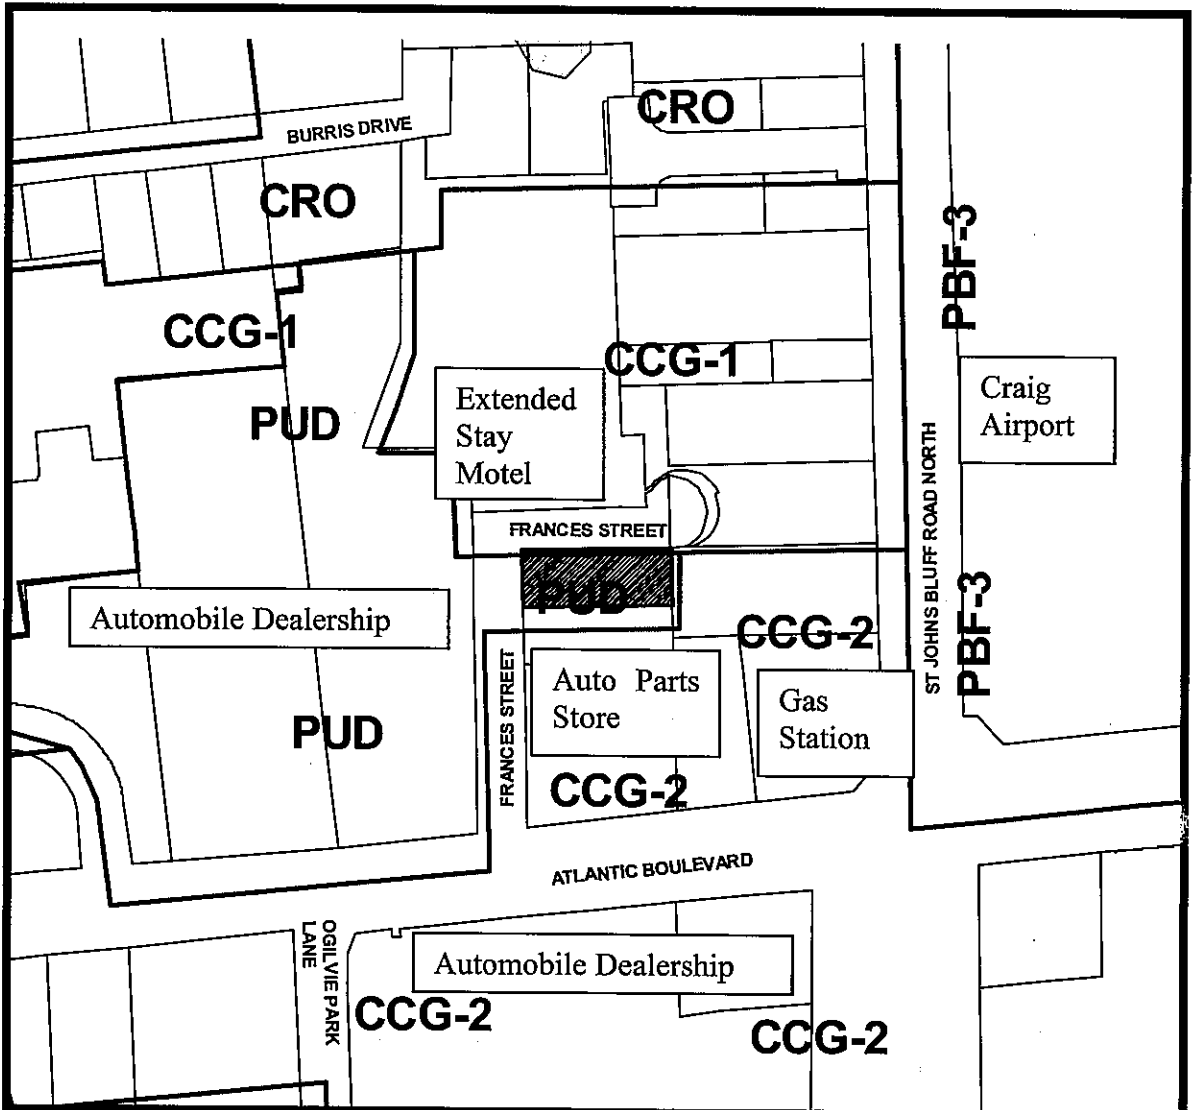 CRO
BURRIS DRIVE
CRO
PBF-3
CCG-1
CCG-1
Extended
Stay
Motel
Craig
Airport
PUD
ST JOHNS BLUFF ROAD NORTH
FRANCES STREET
PUD
PBF-3
Automobile Dealership
CCG-2
FRANCES STREET
Auto Parts
Store
Gas
Station
PUD
CCG-2
ATLANTIC BOULEVARD
OGILVIE PARK
LANE
Automobile Dealership
CCG-2
CCG-2